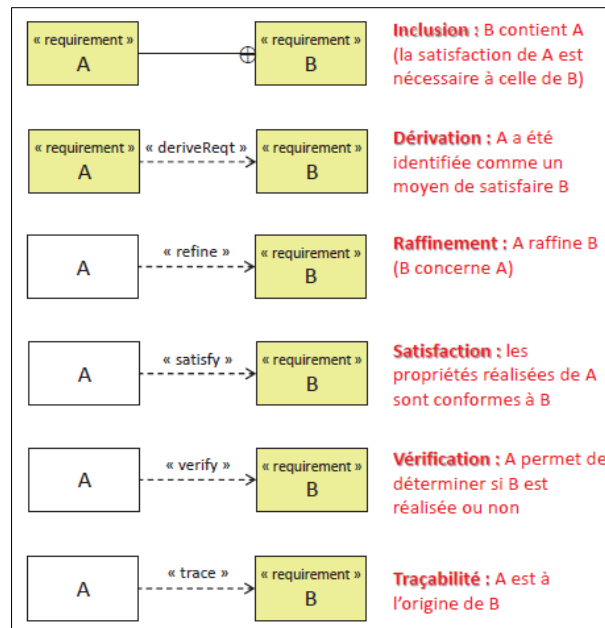 « requirement »
A
« requirement »
B
Inclusion : B contient A
(la satisfaction de A est
nécessaire à celle de B)
« requirement »
A
« deriveReqt »
« requirement »
B
Dérivation : A a été
identifiée comme un
moyen de satisfaire B
A
« refine »
« requirement »
B
Raffinement : A raffine B
(B concerne A)
A
« satisfy »
« requirement »
B
Satisfaction : les
propriétés réalisées de A
sont conformes à B
A
« verify »
« requirement »
B
Vérification : A permet de
déterminer si B est
réalisée ou non
A
« trace »
« requirement »
B
Traçabilité : A est à
l'origine de B